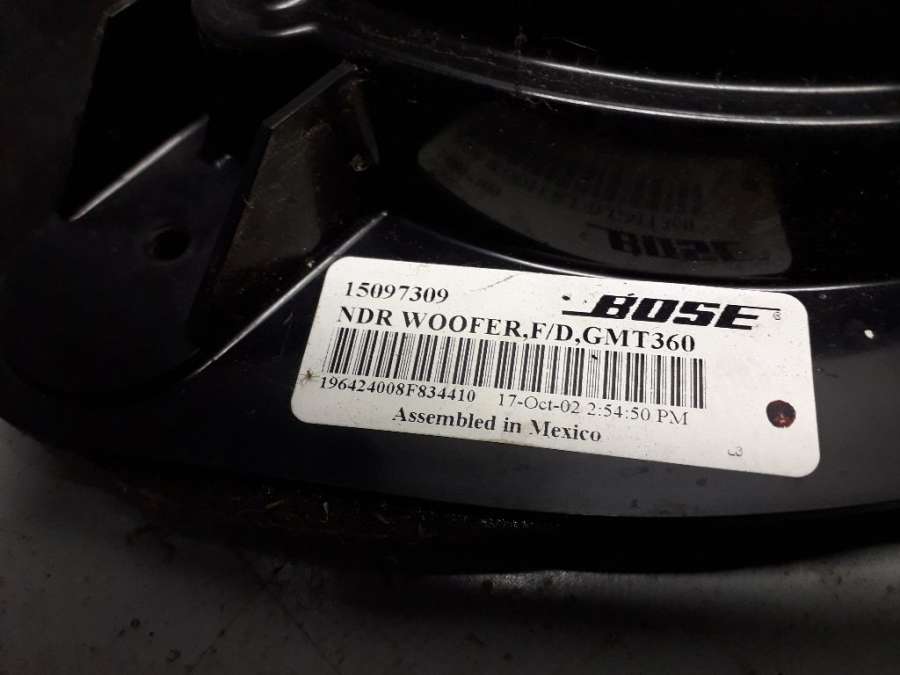 15097309 BOSE
NDR WOOFER,F/D,GMT360
196424008F834410 17-Oct-02 2:54:50 PM
Assembled in Mexico